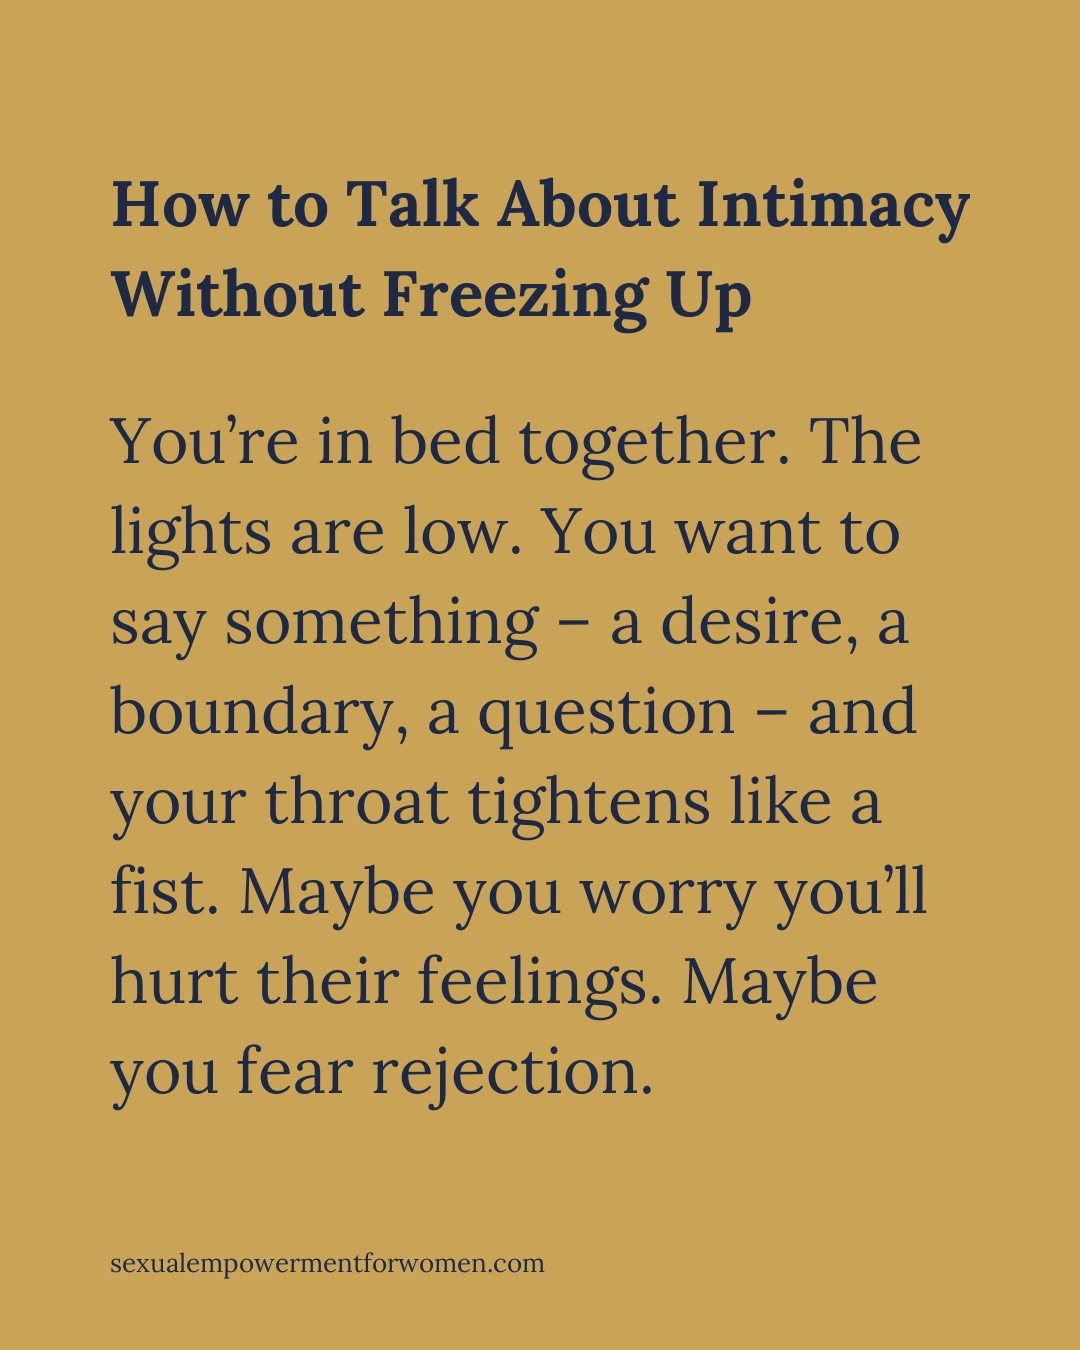 How to Talk About Intimacy
Without Freezing Up
You’re in bed together. The
lights are low. You want to
say something – a desire, a
boundary, a question – and
your throat tightens like a
fist. Maybe you worry you’ll
hurt their feelings. Maybe
you fear rejection.
sexualempowermentforwomen.com